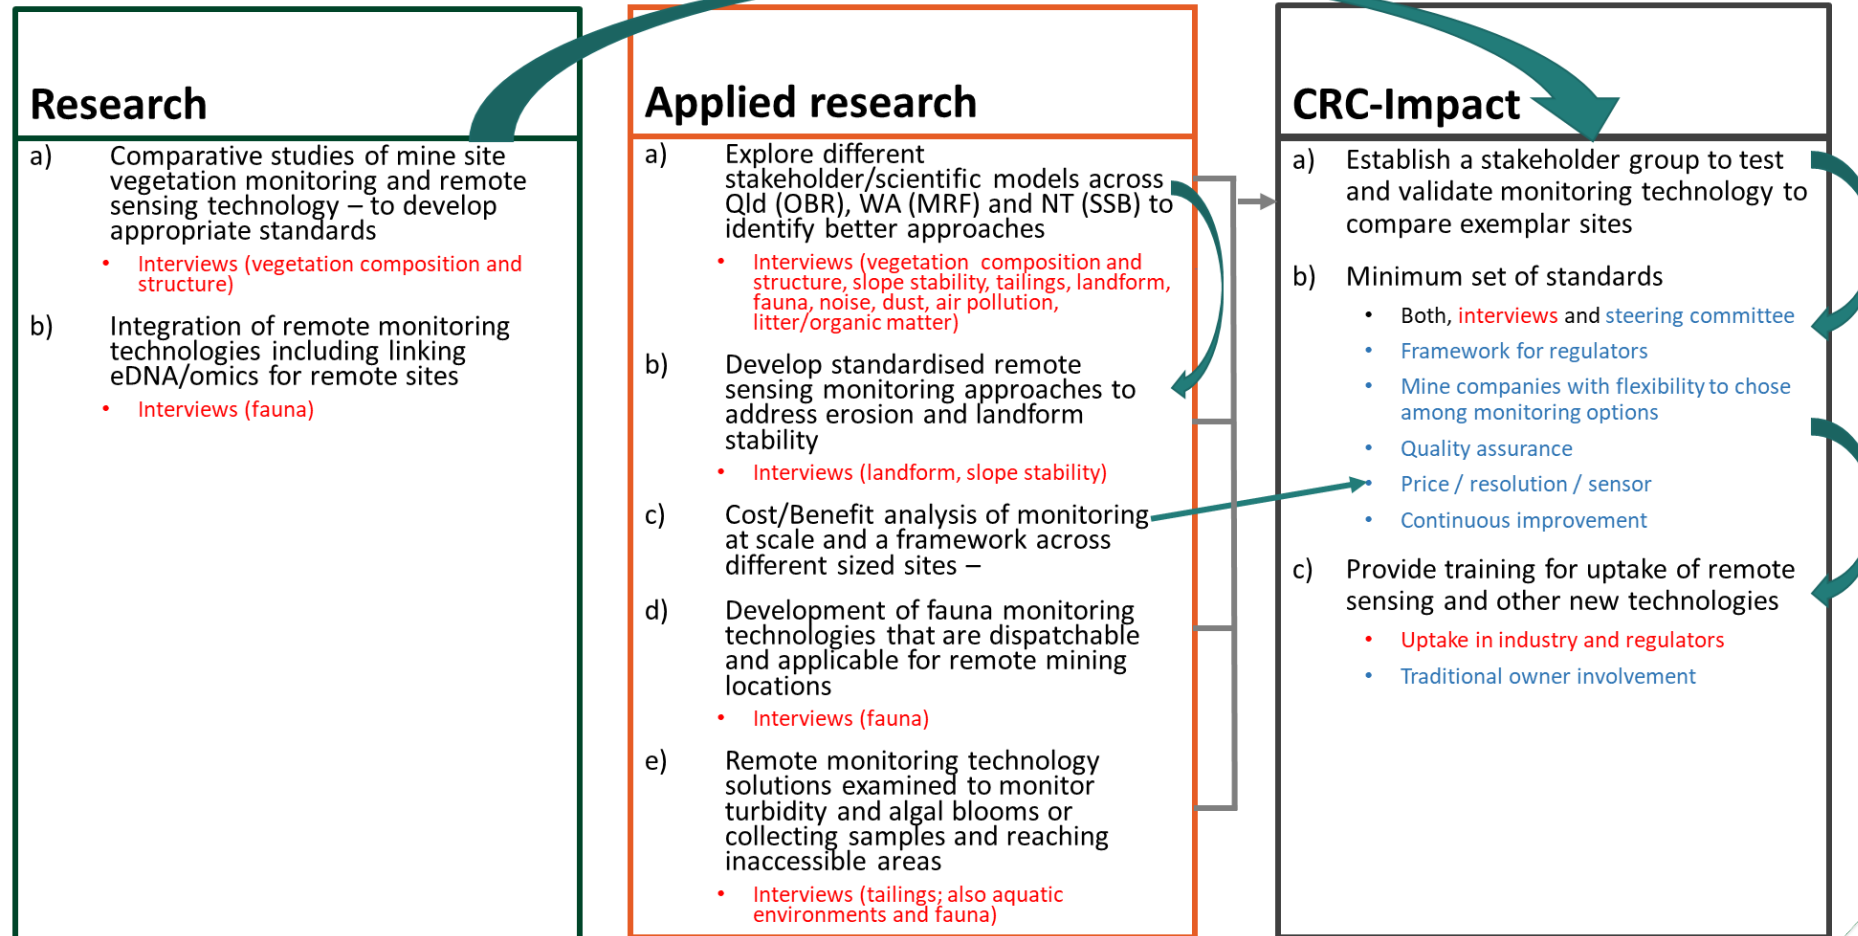 Research
a) Comparative studies of mine site
vegetation monitoring and remote
sensing technology – to develop
appropriate standards
• Interviews (vegetation composition and
structure)
b) Integration of remote monitoring
technologies including linking
eDNA/omics for remote sites
• Interviews (fauna)
Applied research
a) Explore different
stakeholder/scientific models across
Qld (OBR), WA (MRF) and NT (SSB) to
identify better approaches
• Interviews (vegetation composition and
structure, slope stability, tailings, landform,
fauna, noise, dust, air pollution,
litter/organic matter)
b) Develop standardised remote
sensing monitoring approaches to
address erosion and landform
stability
• Interviews (landform, slope stability)
c) Cost/Benefit analysis of monitoring
at scale and a framework across
different sized sites –
d) Development of fauna monitoring
technologies that are dispatchable
and applicable for remote mining
locations
• Interviews (fauna)
e) Remote monitoring technology
solutions examined to monitor
turbidity and algal blooms or
collecting samples and reaching
inaccessible areas
• Interviews (tailings; also aquatic
environments and fauna)
CRC-Impact
a) Establish a stakeholder group to test
and validate monitoring technology to
compare exemplar sites
b) Minimum set of standards
• Both, interviews and steering committee
• Framework for regulators
• Mine companies with flexibility to chose
among monitoring options
• Quality assurance
• Price / resolution / sensor
• Continuous improvement
c) Provide training for uptake of remote
sensing and other new technologies
• Uptake in industry and regulators
• Traditional owner involvement